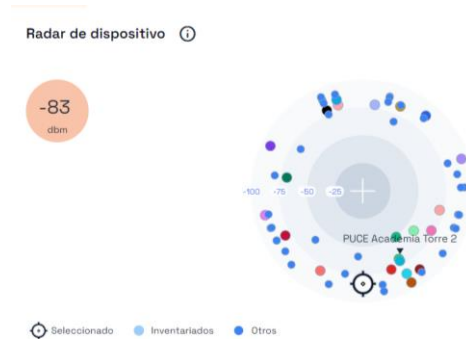 Radar de dispositivo
-83
dbm
-100 -75 -50 -25
PUCE Academia Torre 2
Seleccionado Inventariados Otros